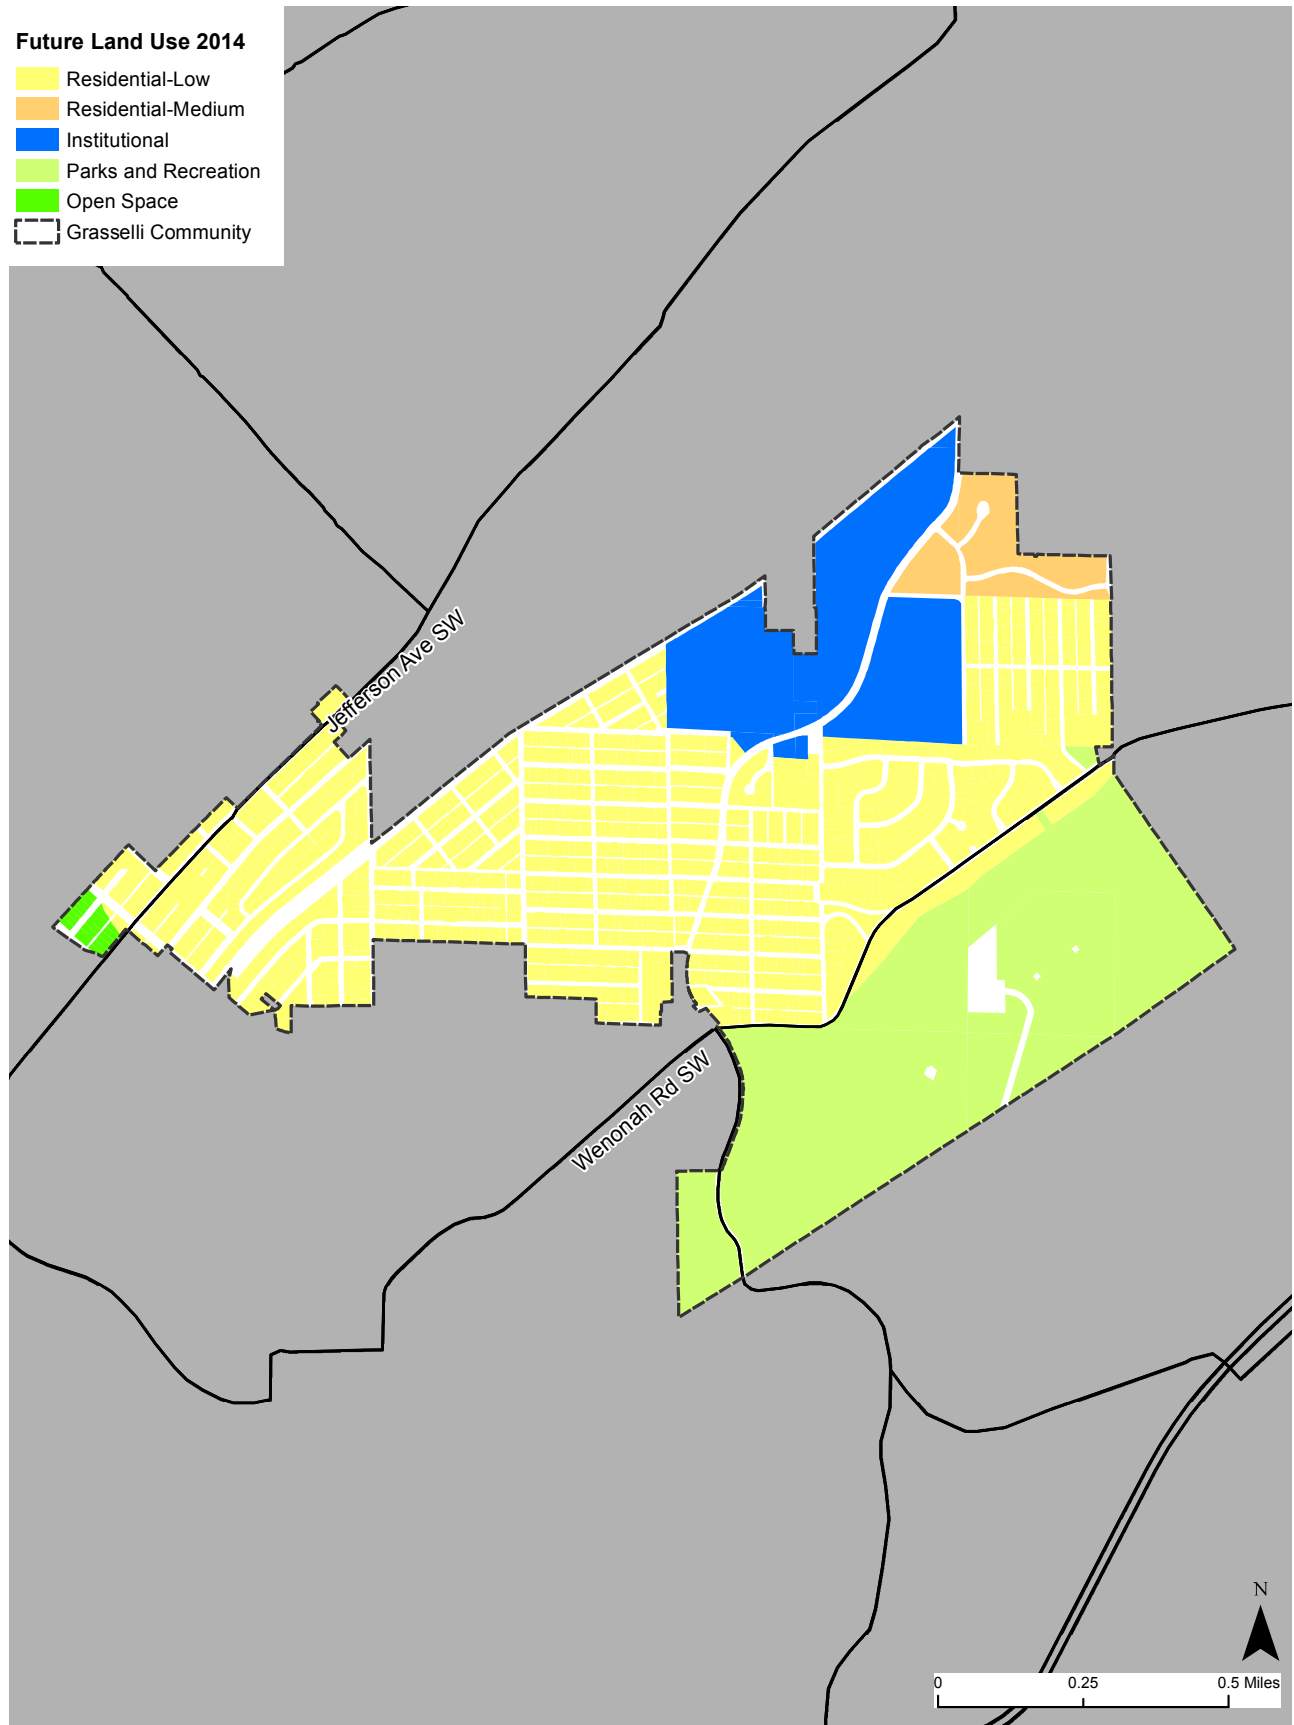 Future Land Use 2014
Residential-Low
Residential-Medium
Institutional
Parks and Recreation
Open Space
Grasselli Community
Jefferson Ave SW
Wenonah Rd SW
N
0 0.25 0.5 Miles